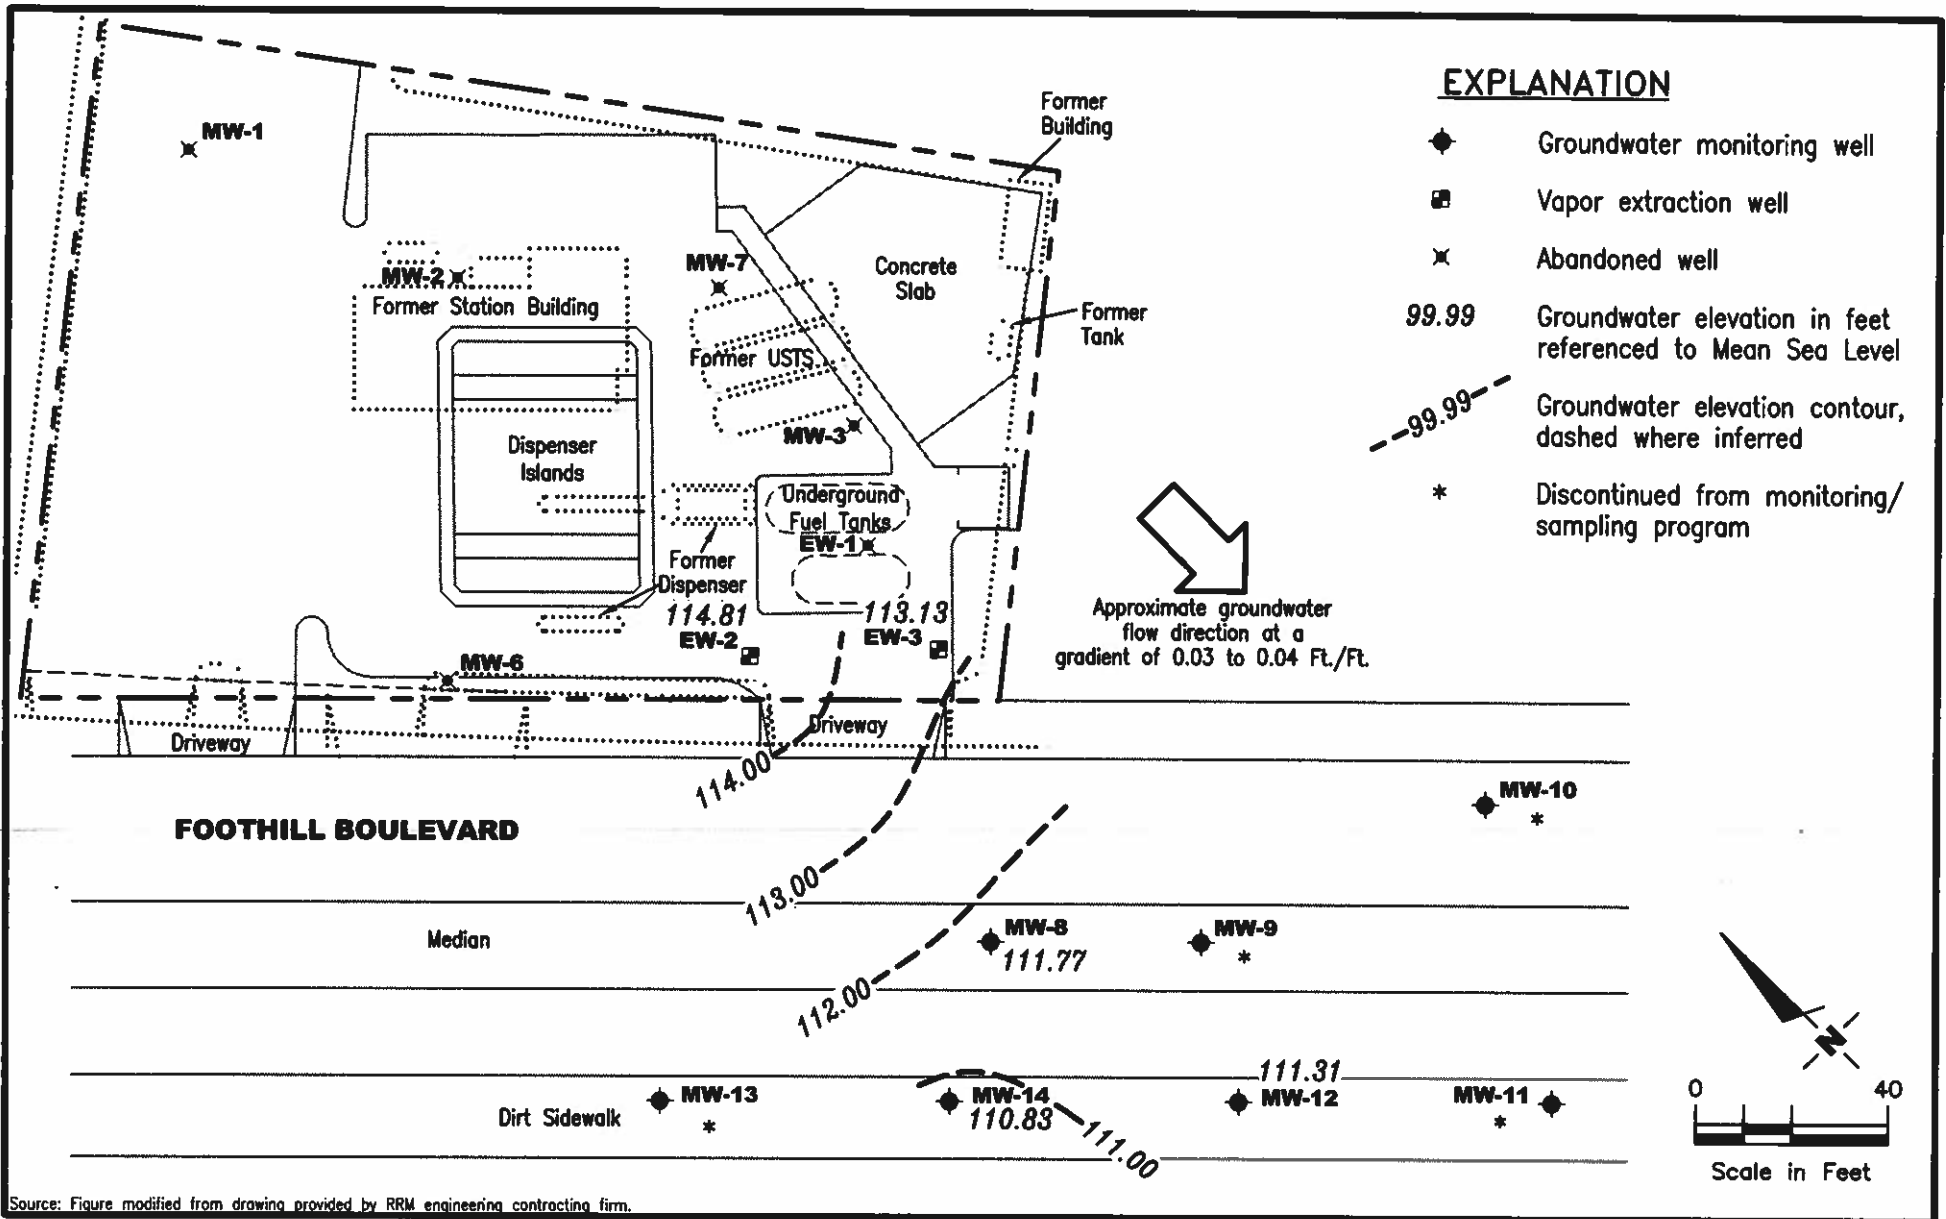 EXPLANATION
Groundwater monitoring well
Vapor extraction well
Abandoned well
99.99
Groundwater elevation in feet
referenced to Mean Sea Level
99.99
Groundwater elevation contour,
dashed where inferred
*
Discontinued from monitoring/
sampling program
Former
Building
MW-1
MW-2
Former Station Building
MW-7
Concrete
Slab
Former
Tank
Former USTS
MW-3
Dispenser
Islands
Underground
Fuel Tanks
EW-1
Former
Dispenser
114.81
EW-2
113.13
EW-3
MW-6
Approximate groundwater
flow direction at a
gradient of 0.03 to 0.04 Ft./Ft.
Driveway
Driveway
114.00
FOOTHILL BOULEVARD
MW-10
*
113.00
Median
MW-8
111.77
MW-9
*
112.00
N
MW-13
*
Dirt Sidewalk
MW-14
110.83
111.31
MW-12
MW-11
*
111.00
0 40
Scale in Feet
Source: Figure modified from drawing provided by RRM engineering contracting firm.